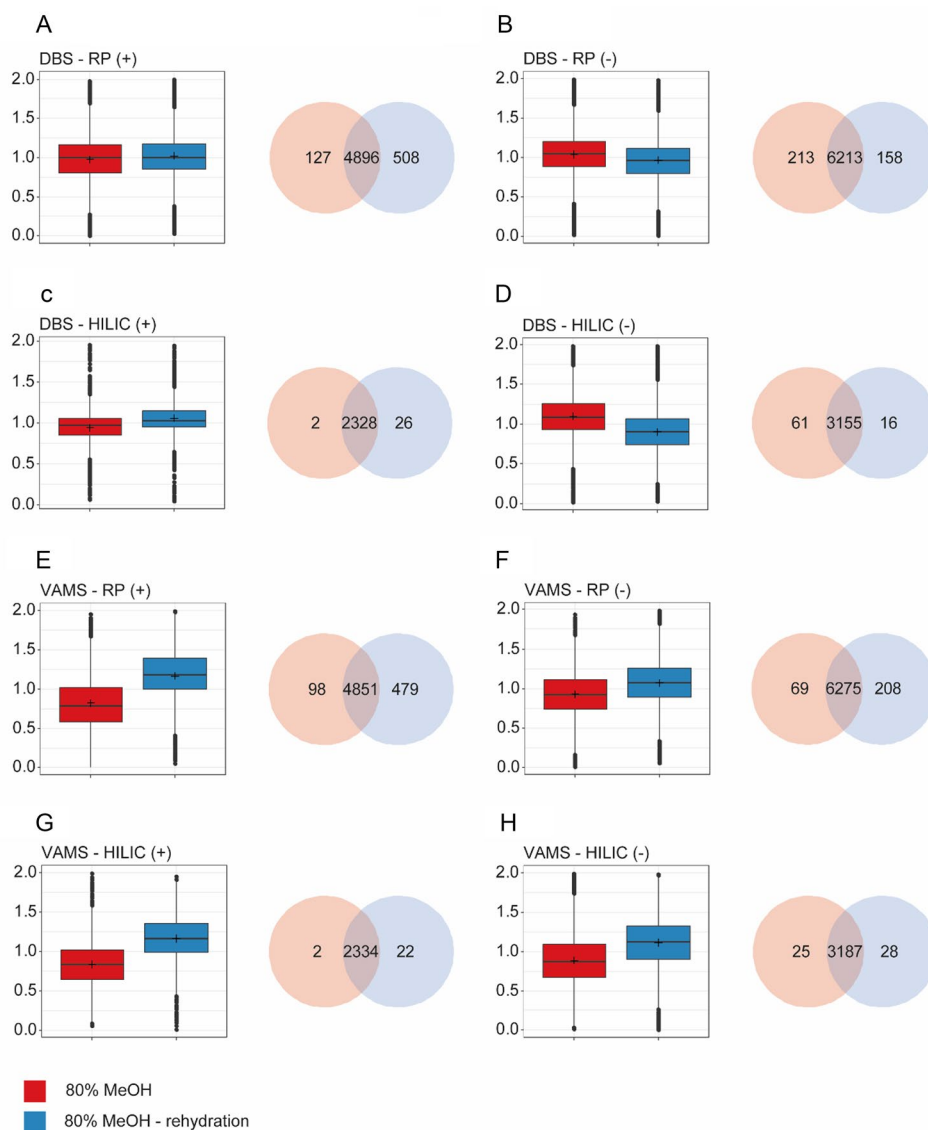 A
DBS - RP (+)
2.0
1.5
1.0
0.5
0.0
127 4896 508
B
DBS - RP (-)
2.0
1.5
1.0
0.5
0.0
213 6213 158
c
DBS - HILIC (+)
2.0
1.5
1.0
0.5
0.0
2 2328 26
D
DBS - HILIC (-)
2.0
1.5
1.0
0.5
0.0
61 3155 16
E
VAMS - RP (+)
2.0
1.5
1.0
0.5
0.0
98 4851 479
F
VAMS - RP (-)
2.0
1.5
1.0
0.5
0.0
69 6275 208
G
VAMS - HILIC (+)
2.0
1.5
1.0
0.5
0.0
2 2334 22
H
VAMS - HILIC (-)
2.0
1.5
1.0
0.5
0.0
25 3187 28
80% MeOH
80% MeOH - rehydration